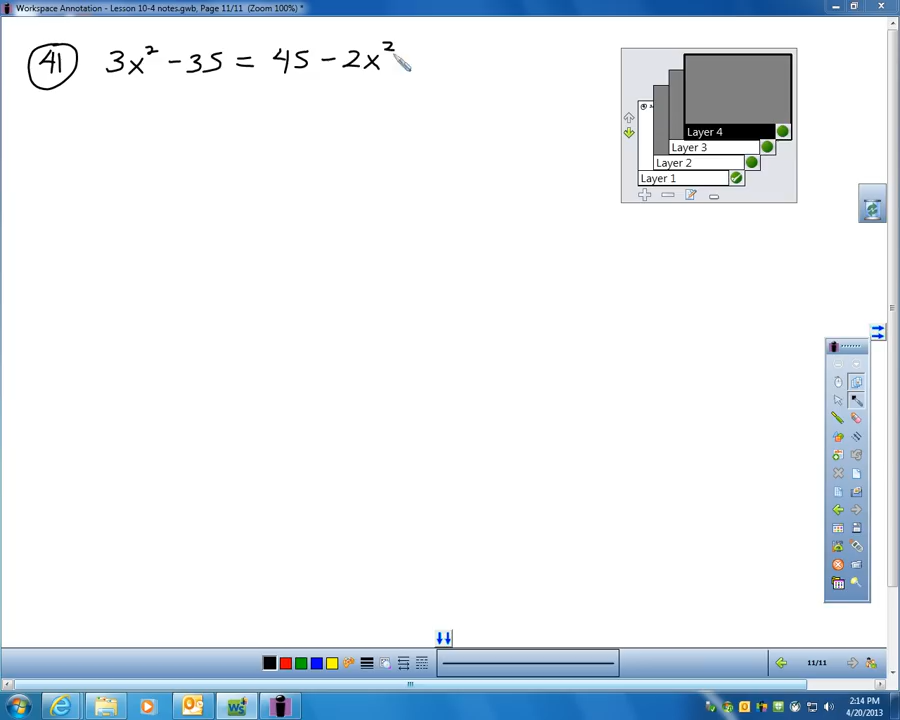 Workspace Annotation - Lesson 10-4 notes.gwb, Page 11/11 (Zoom 100%) *
41 3x² - 35 = 45 - 2x²
Layer 4
Layer 3
Layer 2
Layer 1
11/11
2:14 PM
4/20/2013